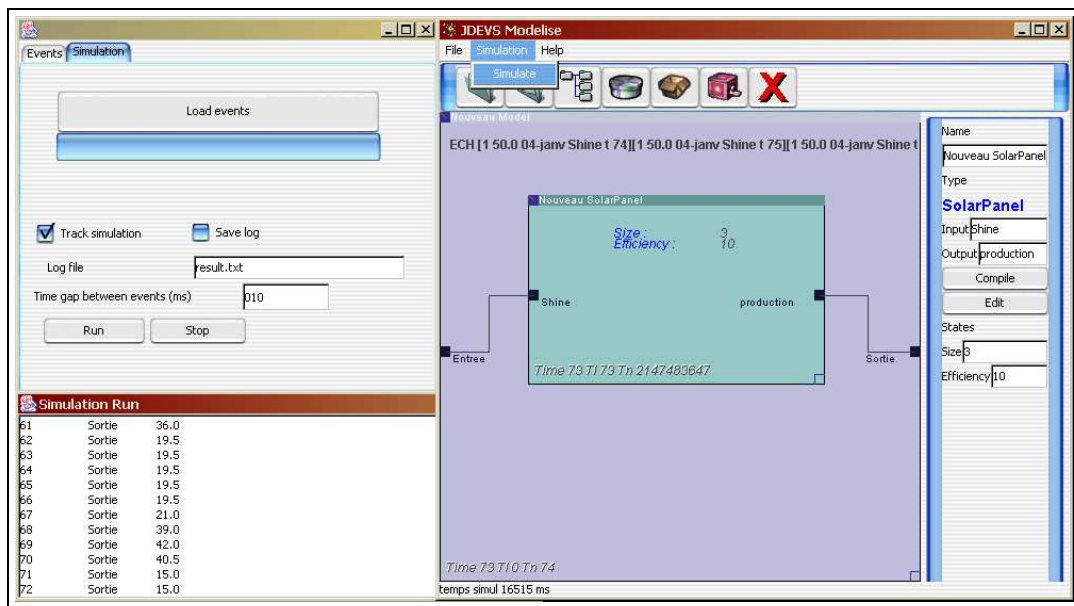 Events Simulation
Load events
Track simulation Save log
Log file result.txt
Time gap between events (ms) 010
Run Stop
Simulation Run
61 Sortie 36.0
62 Sortie 19.5
63 Sortie 19.5
64 Sortie 19.5
65 Sortie 19.5
66 Sortie 19.5
67 Sortie 21.0
68 Sortie 39.0
69 Sortie 42.0
70 Sortie 40.5
71 Sortie 15.0
72 Sortie 15.0
JDEVS Modelise
File Simulation Help
Simulate
Nouveau Model
ECH [1 50.0 04-janv Shine t 74][1 50.0 04-janv Shine t 75][1 50.0 04-janv Shine t
Nouveau SolarPanel
Size : 3
Efficiency : 10
Shine production
Entree Sortie
Time 73 Tl 73 Tn 2147483647
Time 73 Tl 0 Tn 74
temps simul 16515 ms
Name
Nouveau SolarPanel
Type
SolarPanel
Input Shine
Output production
Compile
Edit
States
Size 3
Efficiency 10